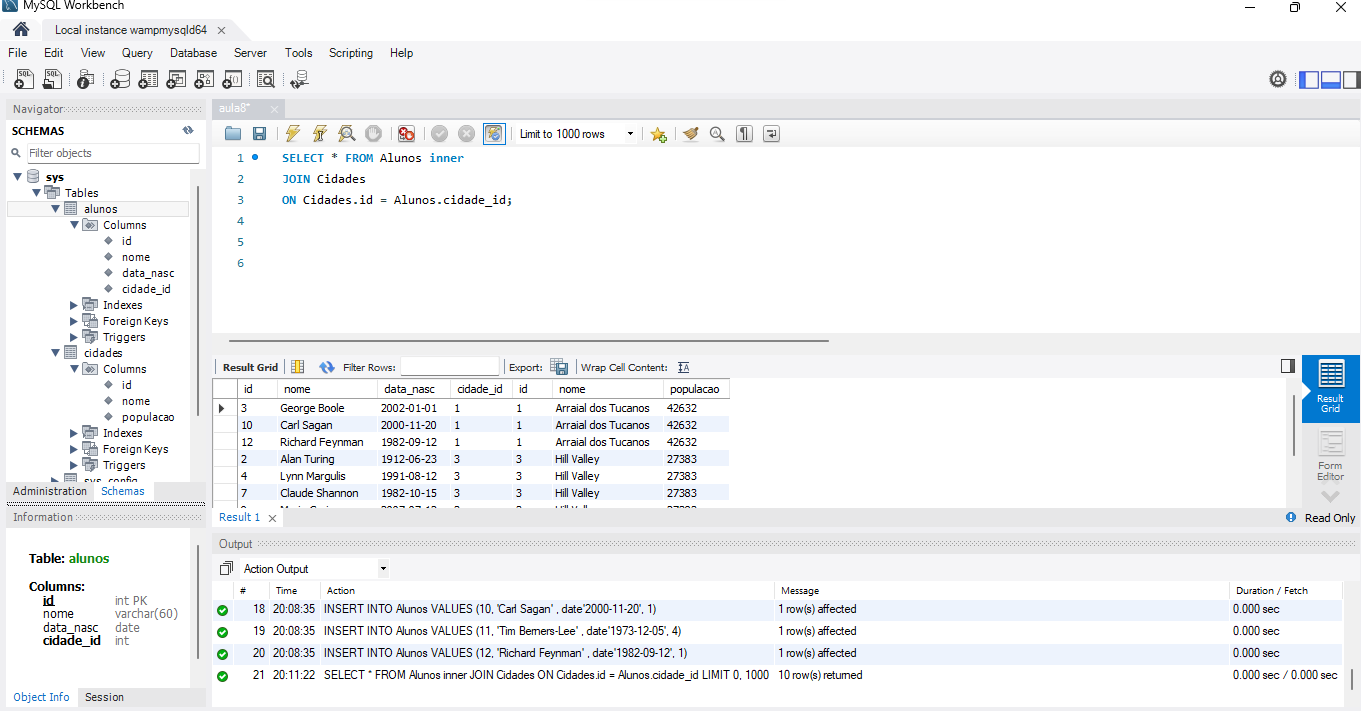 MySQL Workbench
Local instance wampmysqld64
File Edit View Query Database Server Tools Scripting Help
Navigator
SCHEMAS
Filter objects
sys
Tables
alunos
Columns
id
nome
data_nasc
cidade_id
Indexes
Foreign Keys
Triggers
cidades
Columns
id
nome
populacao
Indexes
Foreign Keys
Triggers
sys_config
Administration Schemas
Information
Table: alunos
Columns:
id int PK
nome varchar(60)
data_nasc date
cidade_id int
Object Info Session
aula8*
Limit to 1000 rows
1 SELECT * FROM Alunos inner
2 JOIN Cidades
3 ON Cidades.id = Alunos.cidade_id;
4
5
6
Result Grid Filter Rows: Export: Wrap Cell Content:
id nome data_nasc cidade_id id nome populacao
3 George Boole 2002-01-01 1 1 Arraial dos Tucanos 42632
10 Carl Sagan 2000-11-20 1 1 Arraial dos Tucanos 42632
12 Richard Feynman 1982-09-12 1 1 Arraial dos Tucanos 42632
2 Alan Turing 1912-06-23 3 3 Hill Valley 27383
4 Lynn Margulis 1991-08-12 3 3 Hill Valley 27383
7 Claude Shannon 1982-10-15 3 3 Hill Valley 27383
Result
Grid
Form
Editor
Result 1
Read Only
Output
Action Output
# Time Action Message Duration / Fetch
18 20:08:35 INSERT INTO Alunos VALUES (10, 'Carl Sagan' , date'2000-11-20', 1) 1 row(s) affected 0.000 sec
19 20:08:35 INSERT INTO Alunos VALUES (11, 'Tim Berners-Lee' , date'1973-12-05', 4) 1 row(s) affected 0.000 sec
20 20:08:35 INSERT INTO Alunos VALUES (12, 'Richard Feynman' , date'1982-09-12', 1) 1 row(s) affected 0.000 sec
21 20:11:22 SELECT * FROM Alunos inner JOIN Cidades ON Cidades.id = Alunos.cidade_id LIMIT 0, 1000 10 row(s) returned 0.000 sec / 0.000 sec